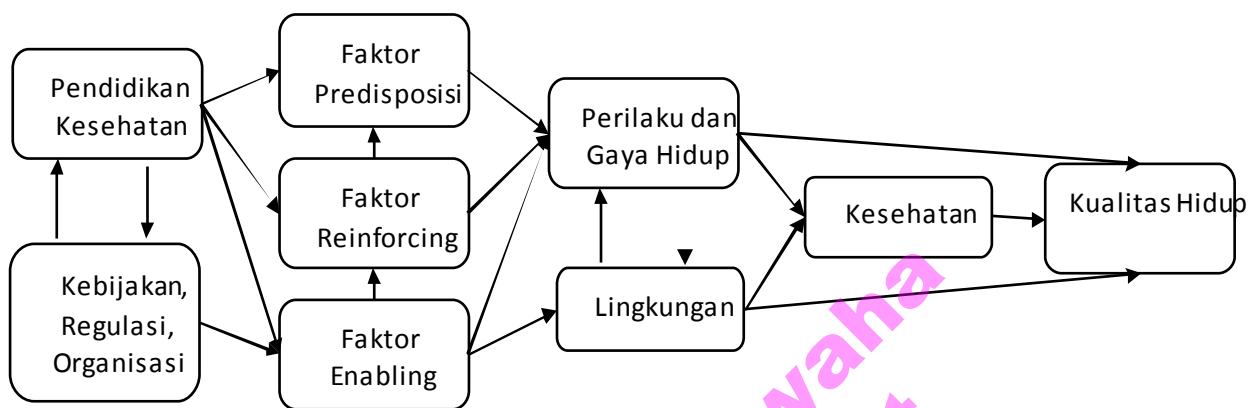 Pendidikan
Kesehatan
Kebijakan,
Regulasi,
Organisasi
Faktor
Predisposisi
Faktor
Reinforcing
Faktor
Enabling
Perilaku dan
Gaya Hidup
Lingkungan
Kesehatan
Kualitas Hidup
waha